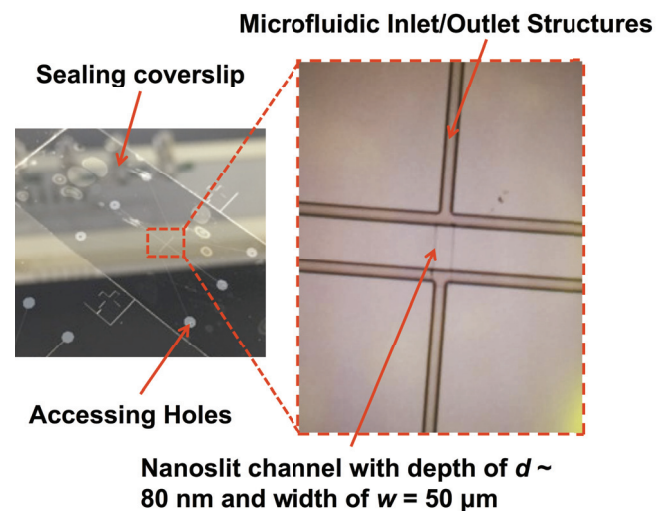 Microfluidic Inlet/Outlet Structures
Sealing coverslip
Accessing Holes
Nanoslit channel with depth of d ~
80 nm and width of w = 50 μm